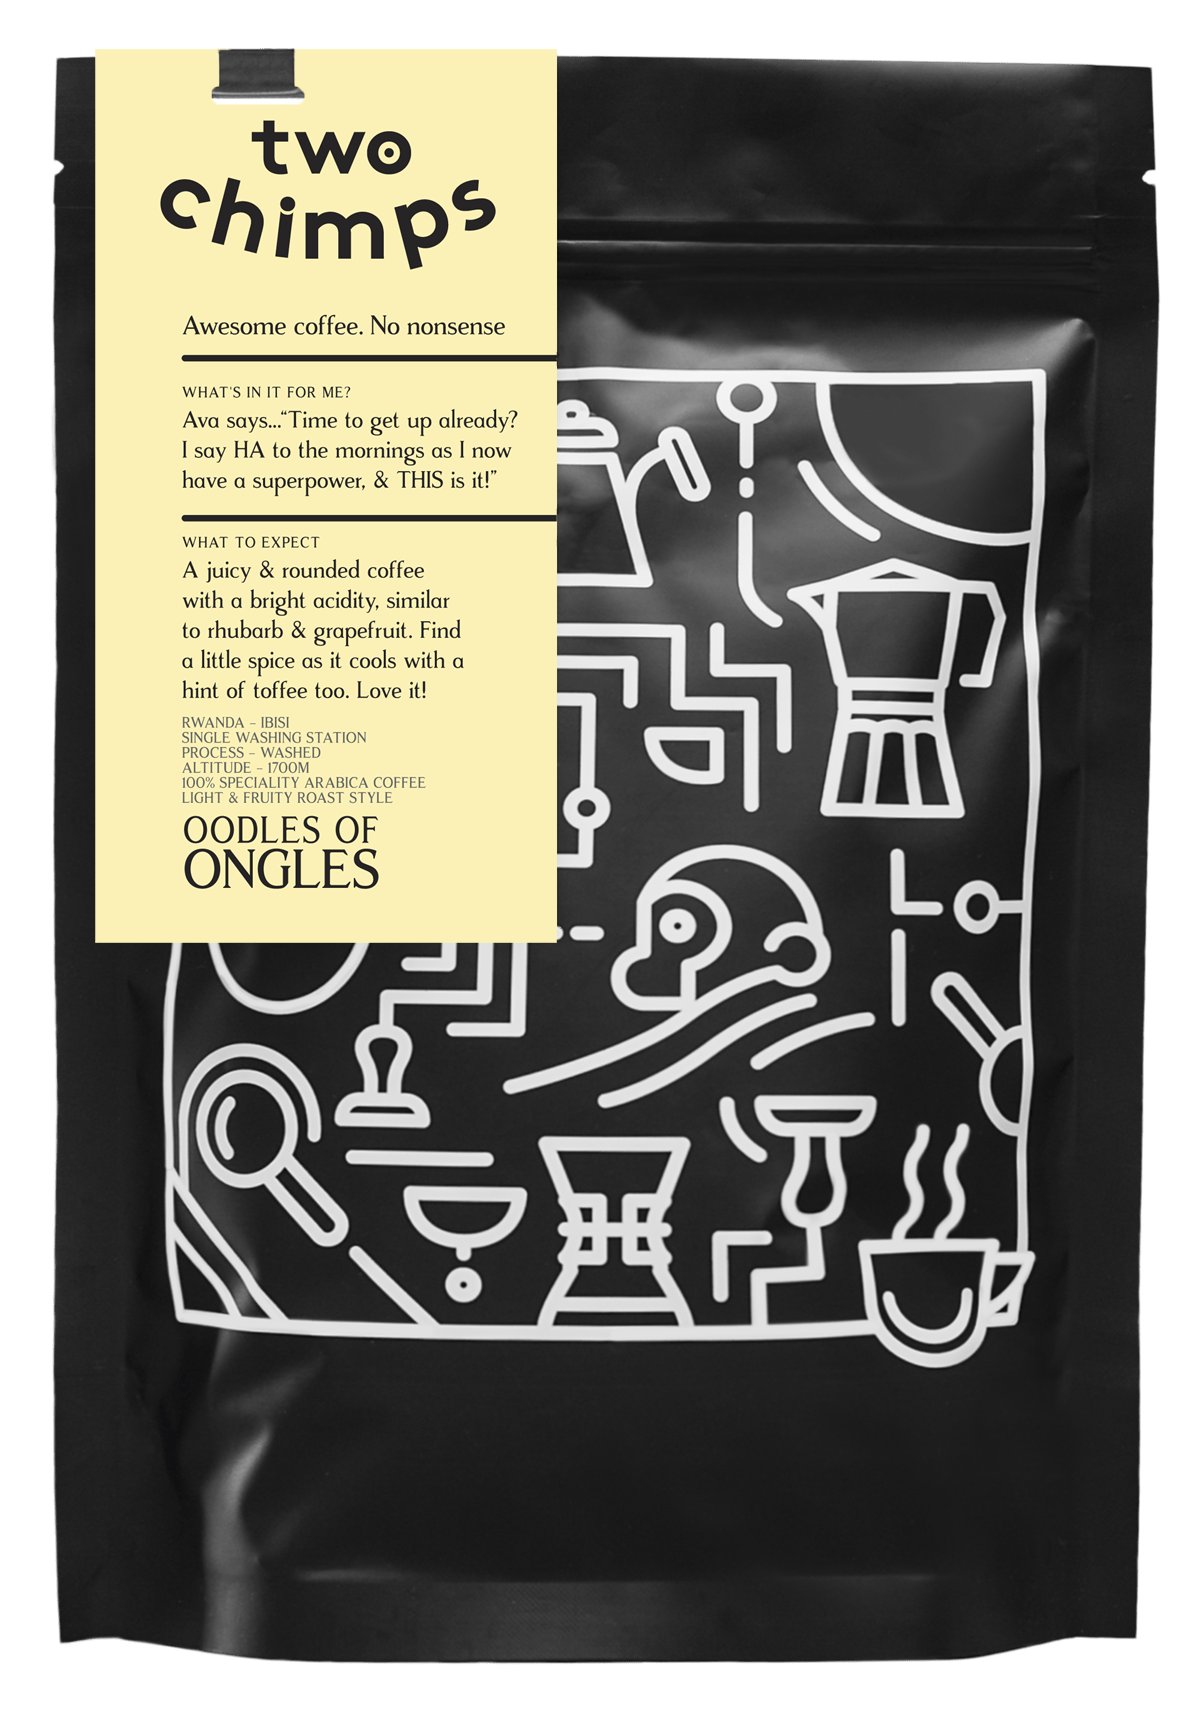 two
chimps
Awesome coffee. No nonsense
WHAT'S IN IT FOR ME?
Ava says...“Time to get up already?
I say HA to the mornings as I now
have a superpower, & THIS is it!”
WHAT TO EXPECT
A juicy & rounded coffee
with a bright acidity, similar
to rhubarb & grapefruit. Find
a little spice as it cools with a
hint of toffee too. Love it!
RWANDA - IBISI
SINGLE WASHING STATION
PROCESS - WASHED
ALTITUDE - 1700M
100% SPECIALITY ARABICA COFFEE
LIGHT & FRUITY ROAST STYLE
OODLES OF
ONGLES